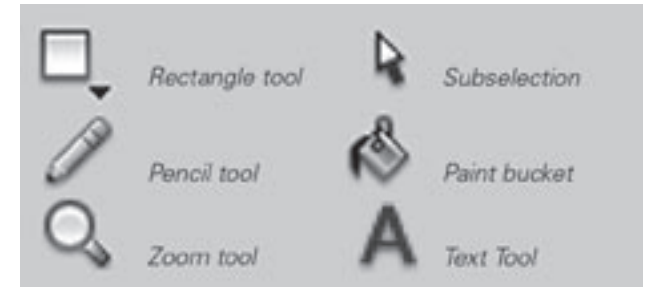 Rectangle tool
Subselection
Pencil tool
Paint bucket
Zoom tool
Text Tool